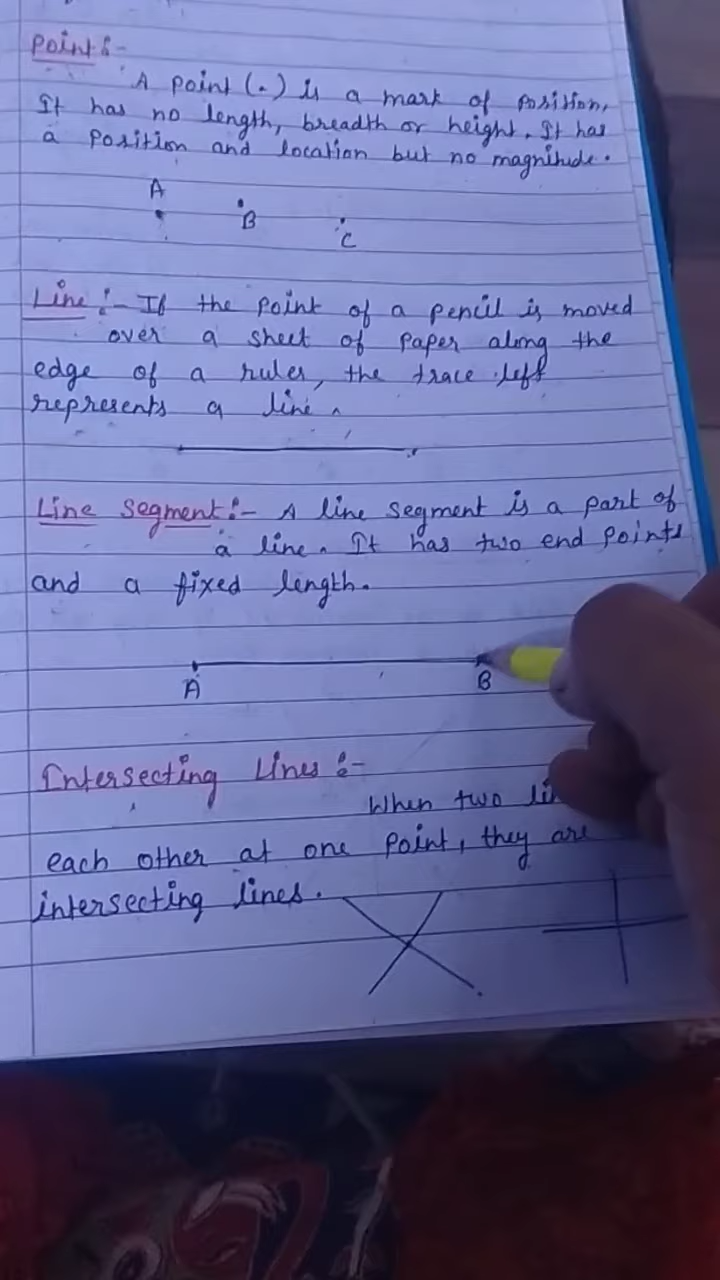 Point :-
A Point (.) is a mark of position,
It has no length, breadth or height. It has
a position and location but no magnitude.
A
B
C
Line :- If the point of a pencil is moved
over a sheet of paper along the
edge of a ruler, the trace left
represents a line.
Line Segment :- A line segment is a part of
a line. It has two end points
and a fixed length.
A B
Intersecting Lines :-
When two
each other at one point, they are
intersecting lines.